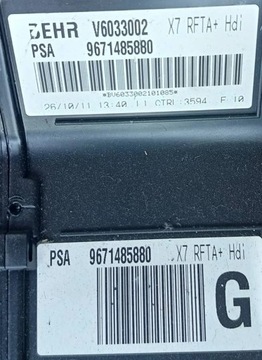 BEHR V6033002 X7 RFTA+ Hdi
PSA 9671485880
*BV6033002101085*
26/10/11 13:40 L1 CTRL:3594 F 10
PSA 9671485880 X7 RFTA+ Hdi
G